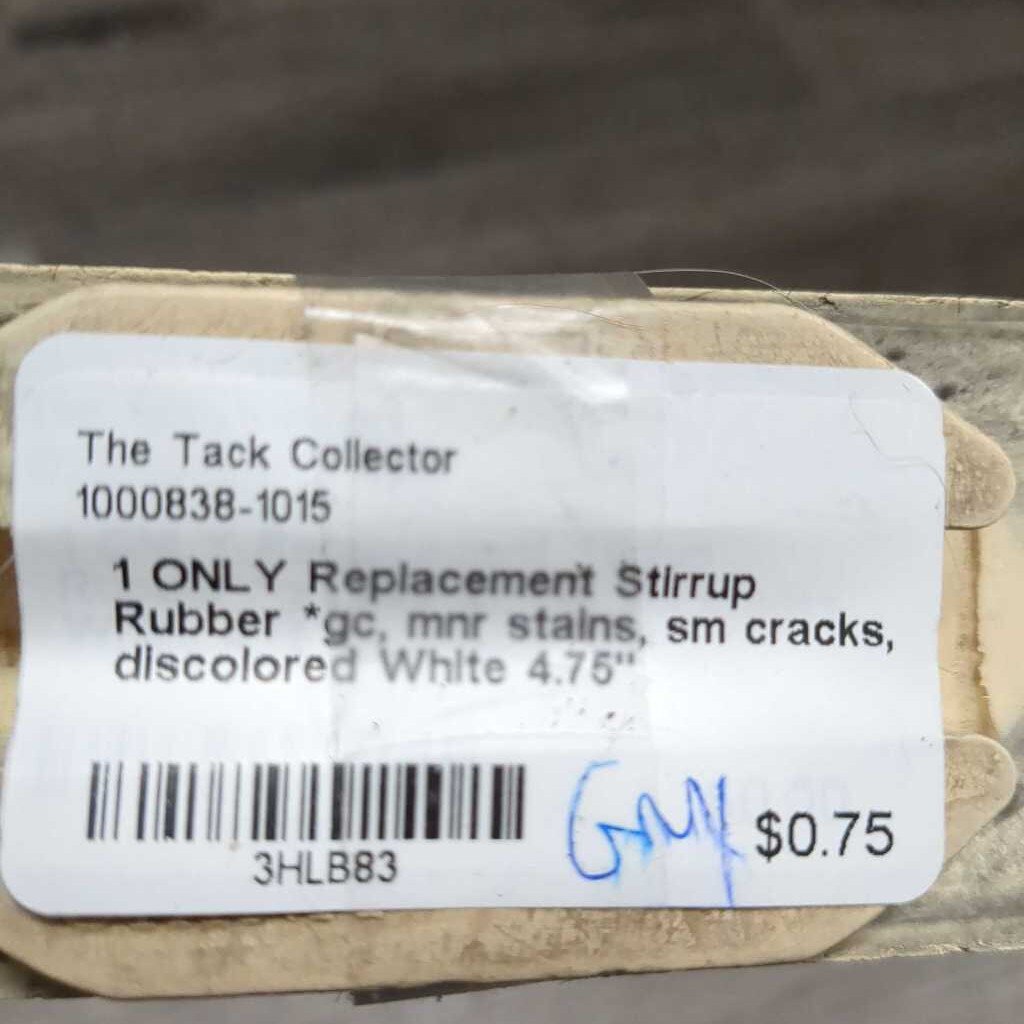 The Tack Collector
1000838-1015
1 ONLY Replacement Stirrup
Rubber *gc, mnr stains, sm cracks,
discolored White 4.75"
3HLB83
$0.75